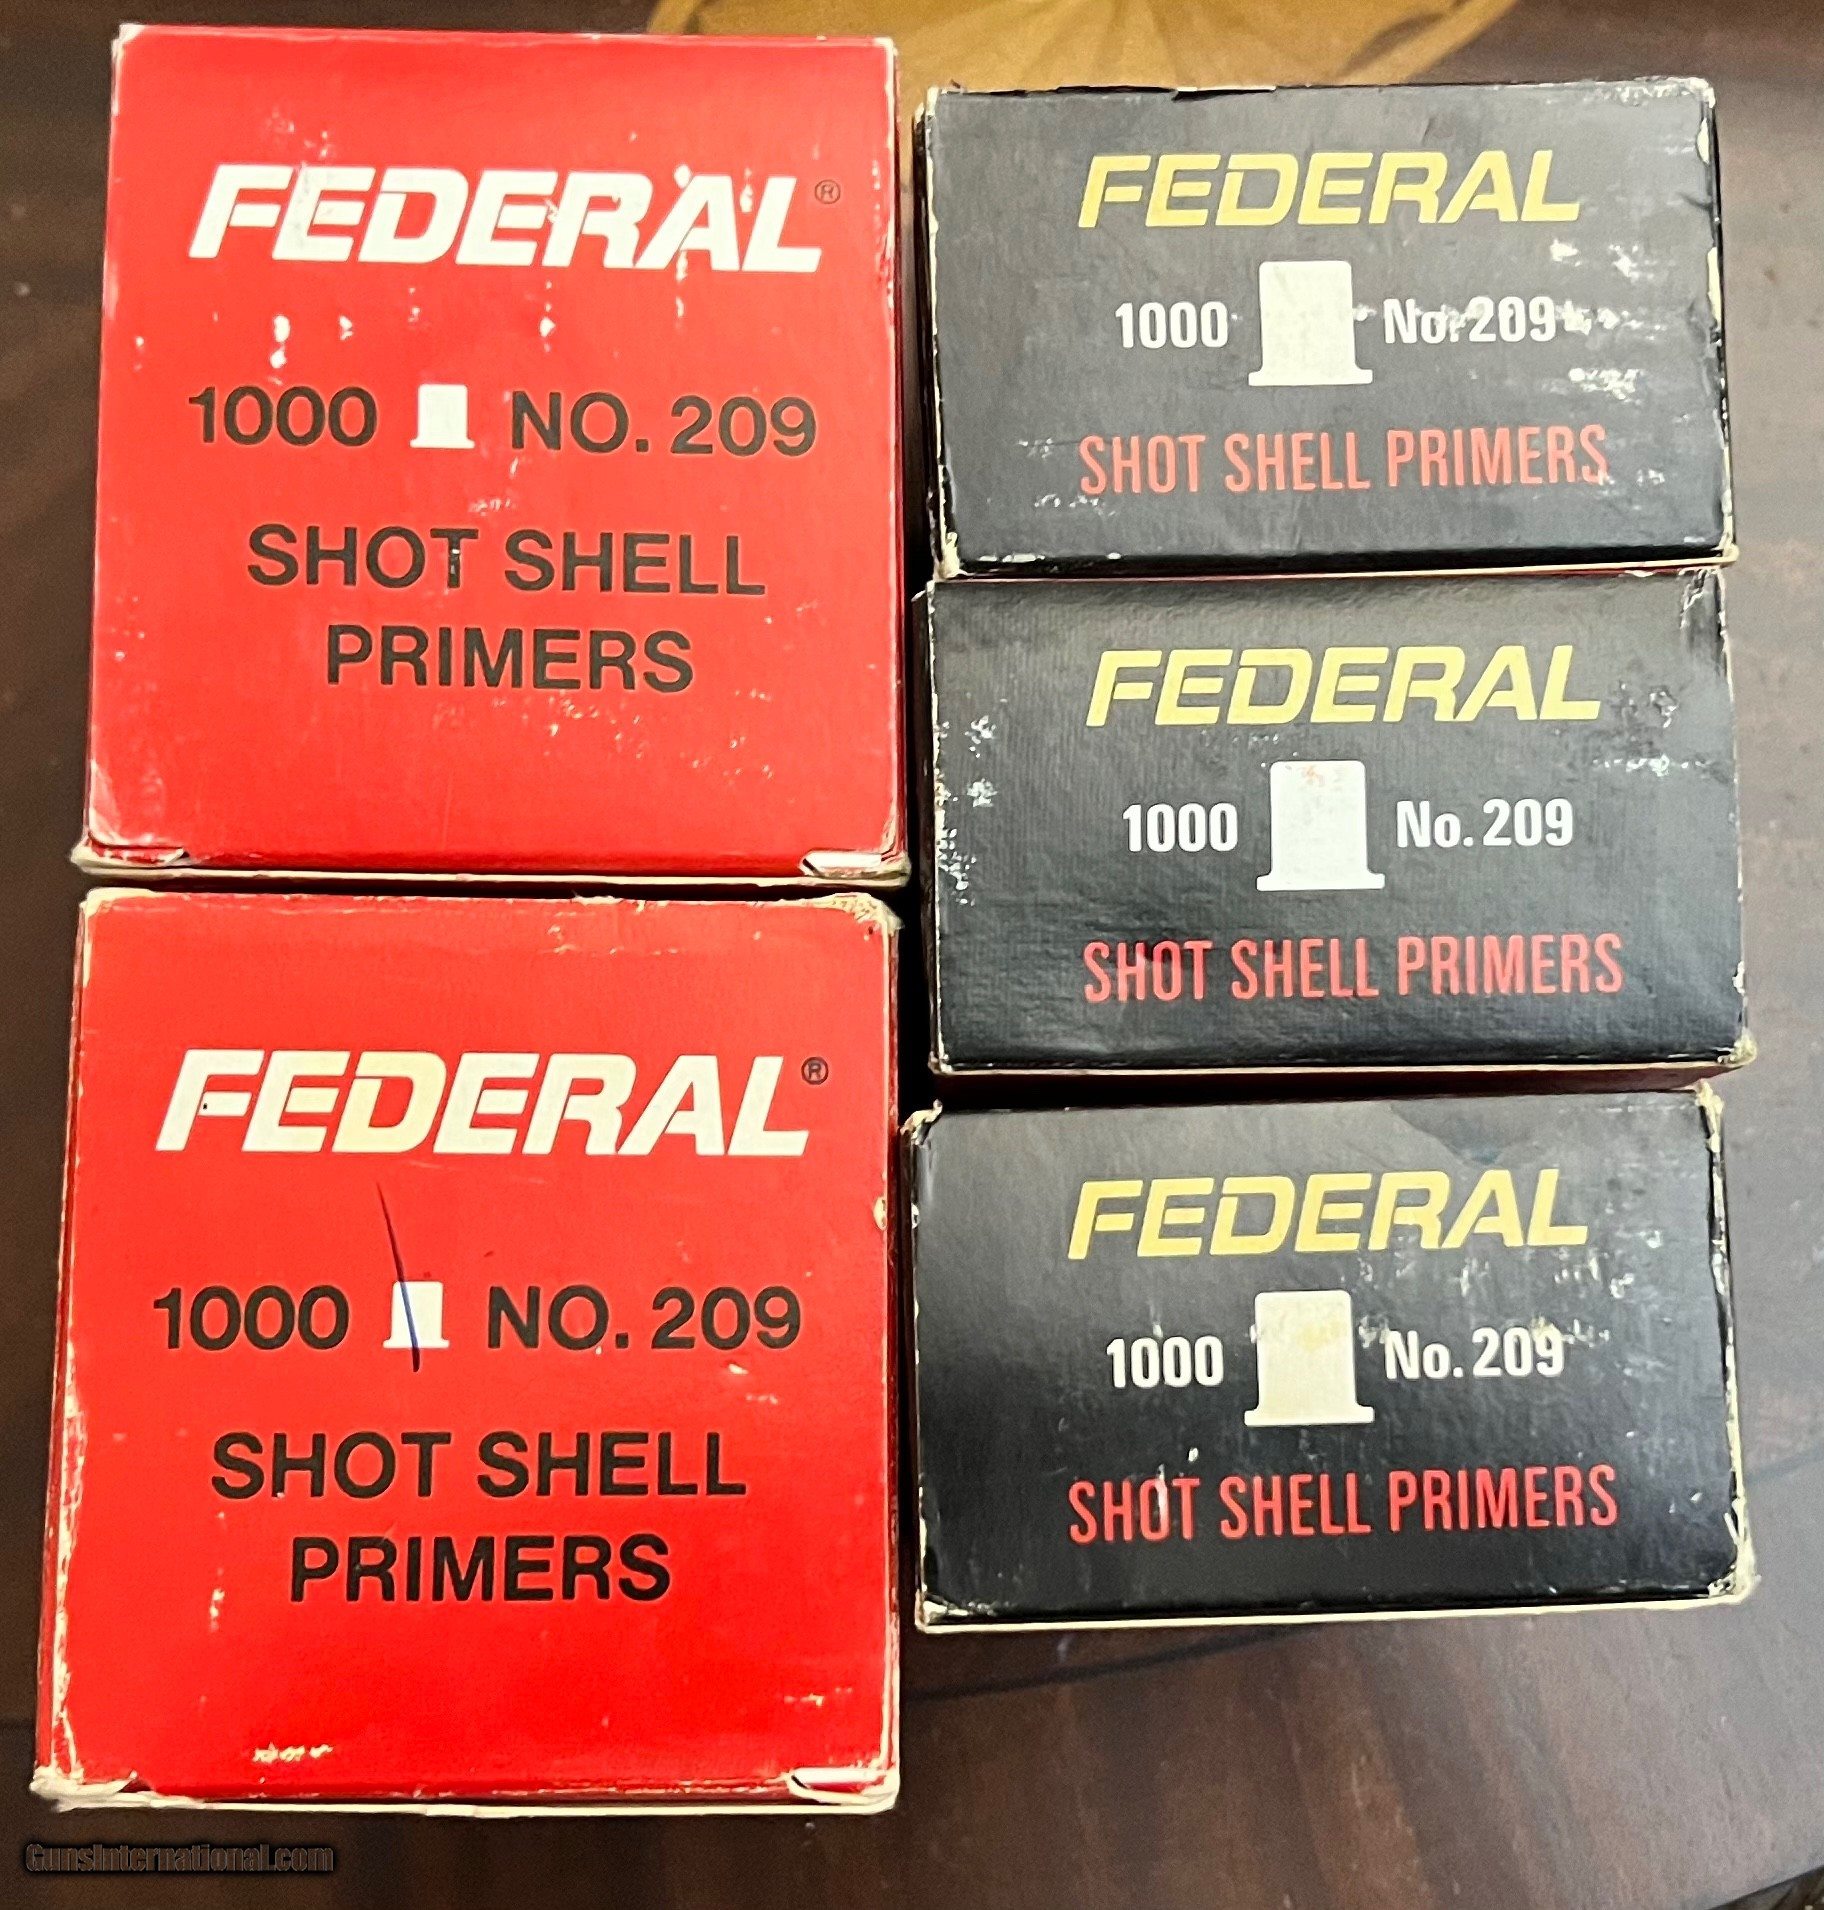 FEDERAL®
1000 NO. 209
SHOT SHELL
PRIMERS
FEDERAL®
1000 NO. 209
SHOT SHELL
PRIMERS
FEDERAL
1000 No. 209
SHOT SHELL PRIMERS
FEDERAL
1000 No. 209
SHOT SHELL PRIMERS
FEDERAL
1000 No. 209
SHOT SHELL PRIMERS
GunsInternational.com